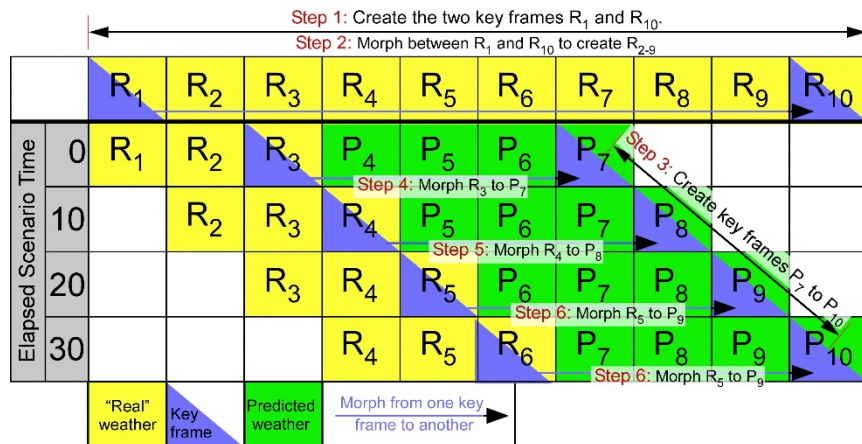 Step 1: Create the two key frames R1 and R10.
Step 2: Morph between R1 and R10 to create R2-9
R1 R2 R3 R4 R5 R6 R7 R8 R9 R10
Elapsed Scenario Time
0 R1 R2 R3 P4 P5 P6 P7
Step 3: Create key frames P7 to P10
Step 4: Morph R3 to P7
10 R2 R3 R4 P5 P6 P7 P8
Step 5: Morph R4 to P8
20 R3 R4 R5 P6 P7 P8 P9
Step 6: Morph R5 to P9
30 R4 R5 R6 P7 P8 P9 P10
Step 6: Morph R5 to P9
"Real"
weather
Key
frame
Predicted
weather
Morph from one key
frame to another